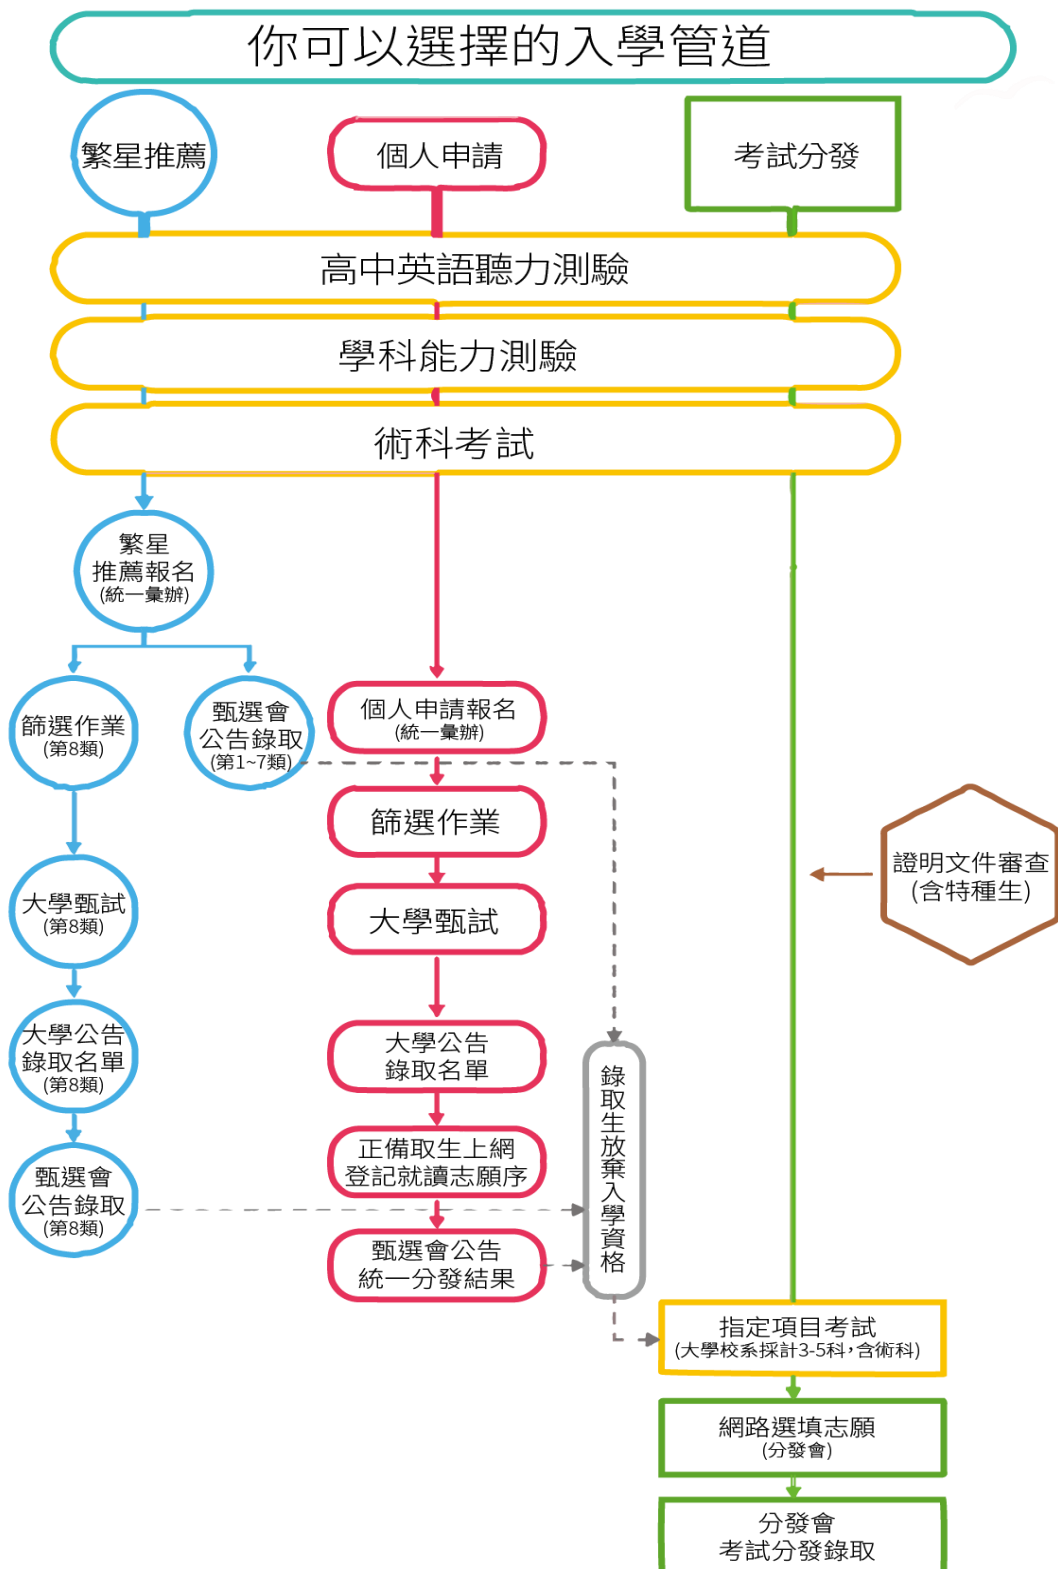 你可以選擇的入學管道
繁星推薦
個人申請
考試分發
高中英語聽力測驗
學科能力測驗
術科考試
繁星
推薦報名
(統一彙辦)
篩選作業
(第8類)
甄選會
公告錄取
(第1~7類)
個人申請報名
(統一彙辦)
篩選作業
證明文件審查
(含特種生)
大學甄試
(第8類)
大學甄試
大學公告
錄取名單
(第8類)
大學公告
錄取名單
錄取生放棄入學資格
正備取生上網
登記就讀志願序
甄選會
公告錄取
(第8類)
甄選會公告
統一分發結果
指定項目考試
(大學校系採計3-5科，含術科)
網路選填志願
(分發會)
分發會
考試分發錄取